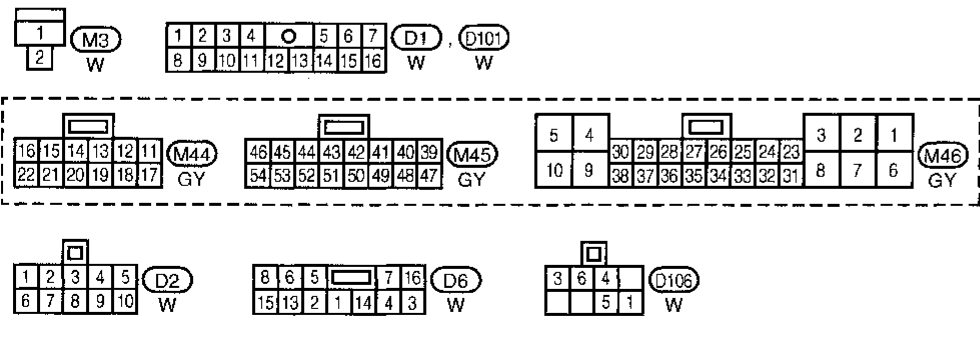 1 M3
2 W
1 2 3 4 5 6 7 D1 , D101
8 9 10 11 12 13 14 15 16 W W
16 15 14 13 12 11 M44
22 21 20 19 18 17 GY
46 45 44 43 42 41 40 39 M45
54 53 52 51 50 49 48 47 GY
5 4 30 29 28 27 26 25 24 23 3 2 1 M46
10 9 38 37 36 35 34 33 32 31 8 7 6 GY
1 2 3 4 5 D2
6 7 8 9 10 W
8 6 5 7 16 D6
15 13 2 1 14 4 3 W
3 6 4 D106
5 1 W